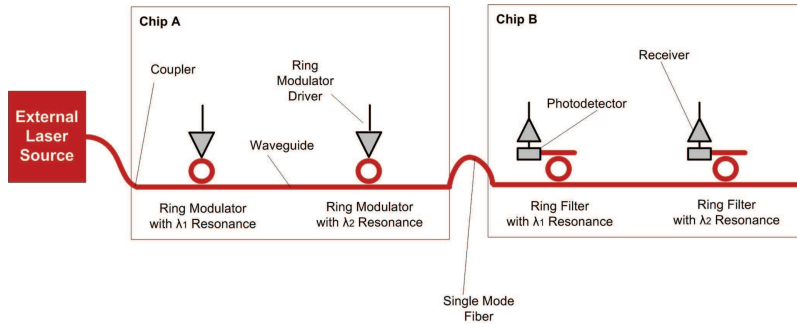 Chip A
Chip B
Coupler
Ring
Modulator
Driver
Receiver
Photodetector
External
Laser
Source
Waveguide
Ring Modulator
with λ1 Resonance
Ring Modulator
with λ2 Resonance
Ring Filter
with λ1 Resonance
Ring Filter
with λ2 Resonance
Single Mode
Fiber